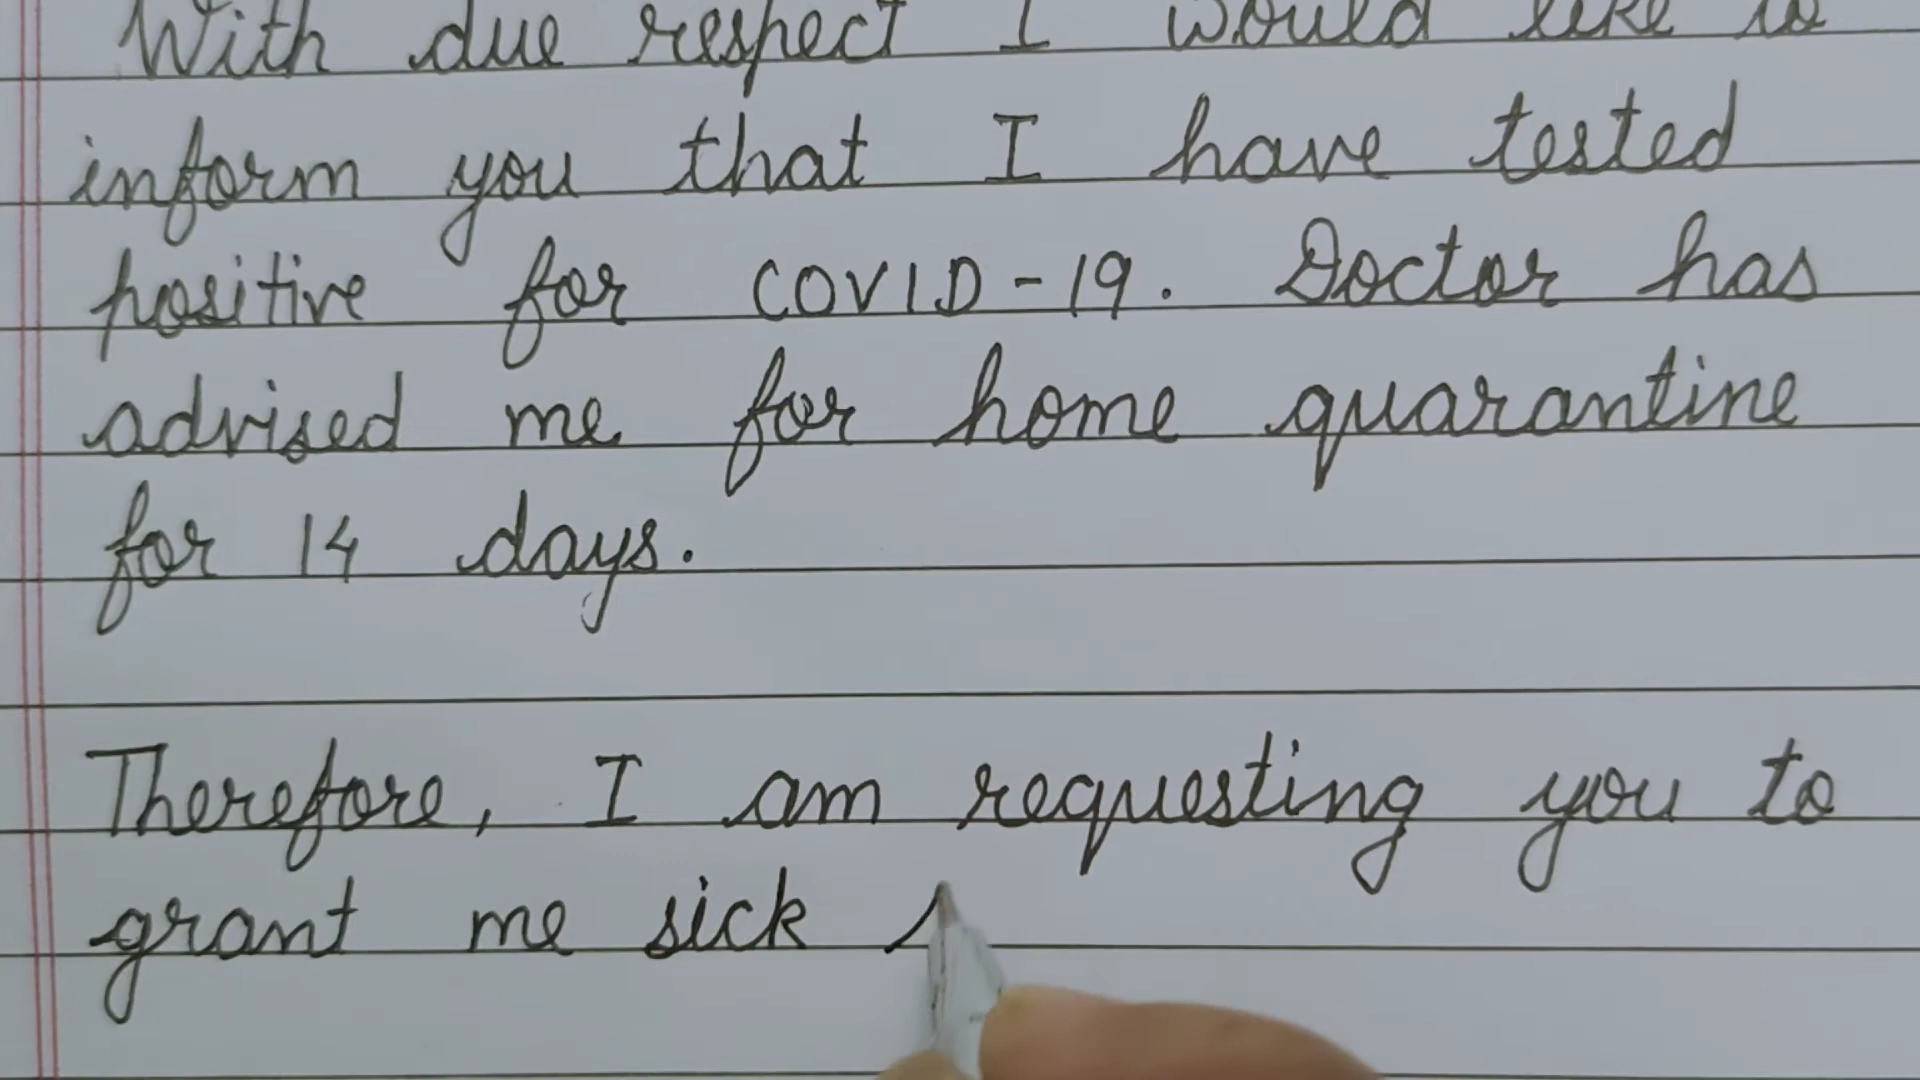 With due respect I would like to
inform you that I have tested
positive for COVID-19. Doctor has
advised me for home quarantine
for 14 days.
Therefore, I am requesting you to
grant me sick